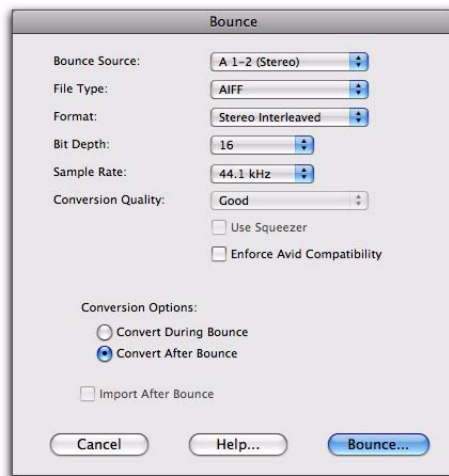 Bounce
Bounce Source: A 1–2 (Stereo)
File Type: AIFF
Format: Stereo Interleaved
Bit Depth: 16
Sample Rate: 44.1 kHz
Conversion Quality: Good
Use Squeezer
Enforce Avid Compatibility
Conversion Options:
Convert During Bounce
Convert After Bounce
Import After Bounce
Cancel Help... Bounce...